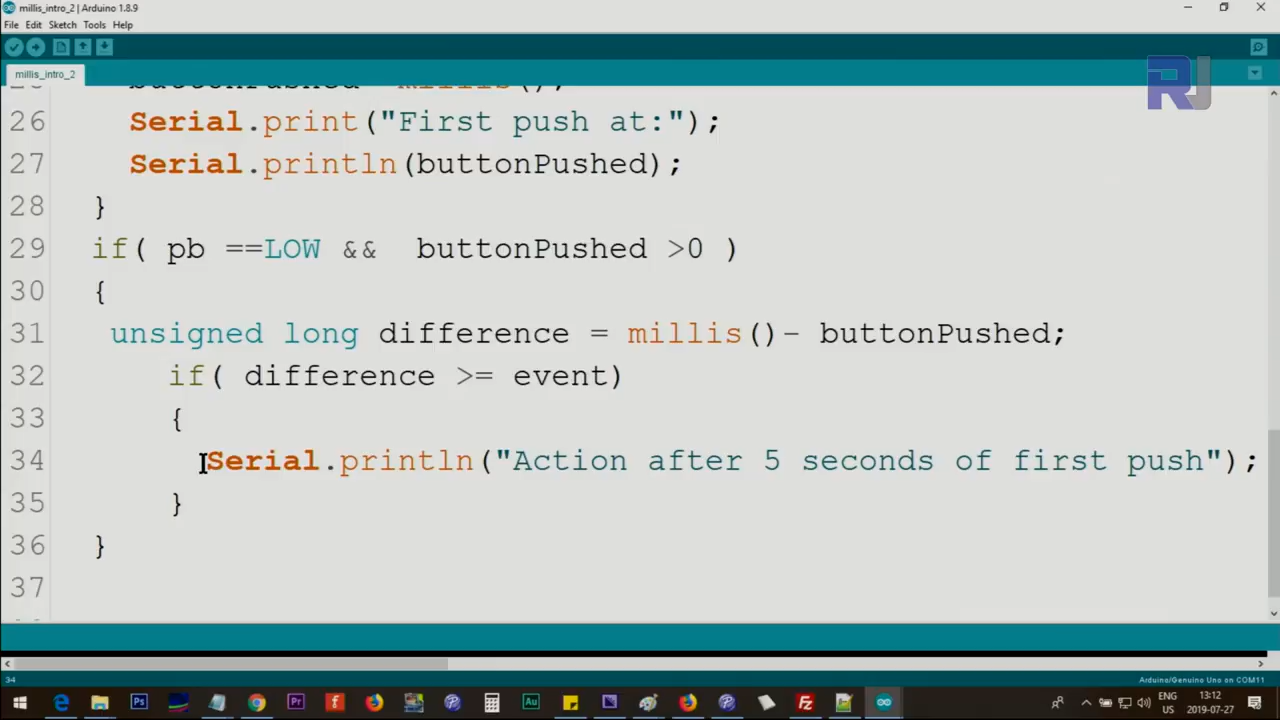 millis_intro_2 | Arduino 1.8.9
File Edit Sketch Tools Help
millis_intro_2
RJ
26 Serial.print("First push at:");
27 Serial.println(buttonPushed);
28 }
29 if( pb ==LOW && buttonPushed >0 )
30 {
31 unsigned long difference = millis()- buttonPushed;
32 if( difference >= event)
33 {
34 Serial.println("Action after 5 seconds of first push");
35 }
36 }
37
34 Arduino/Genuino Uno on COM11
ENG 13:12
US 2019-07-27